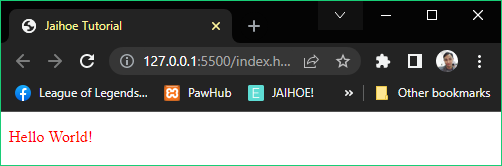 Jaihoe Tutorial
127.0.0.1:5500/index.h...
League of Legends... PawHub JAIHOE! » Other bookmarks
Hello World!